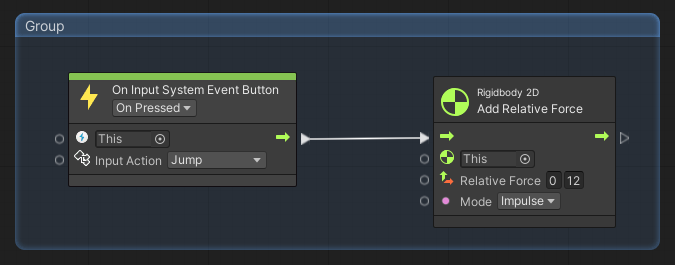 Group
On Input System Event Button
On Pressed
This
Input Action Jump
Rigidbody 2D
Add Relative Force
This
Relative Force 0 12
Mode Impulse